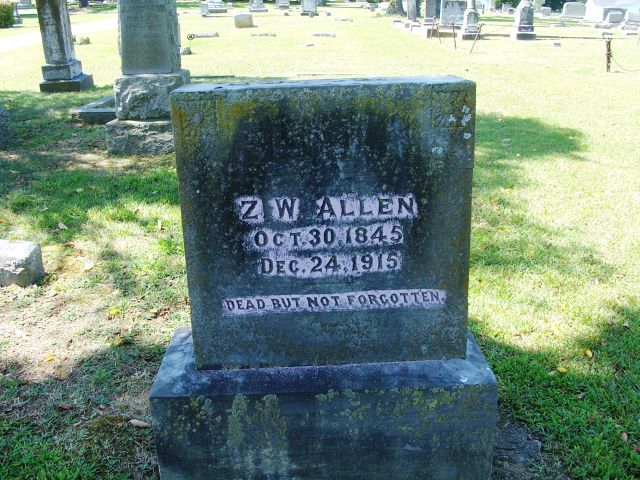 Z W ALLEN
OCT. 30. 1845
DEC. 24. 1915
DEAD BUT NOT FORGOTTEN.